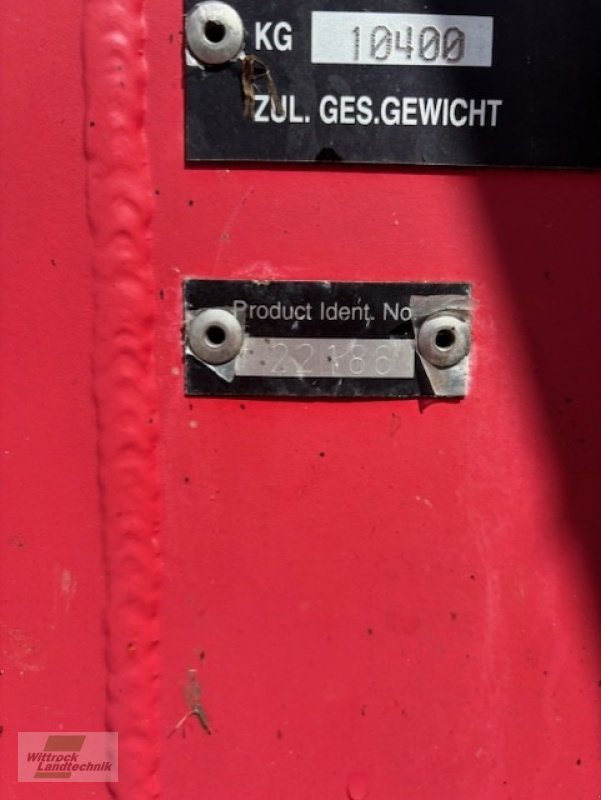 KG 10400
ZUL. GES.GEWICHT
Product Ident. No
22186
Wittrock
Landtechnik